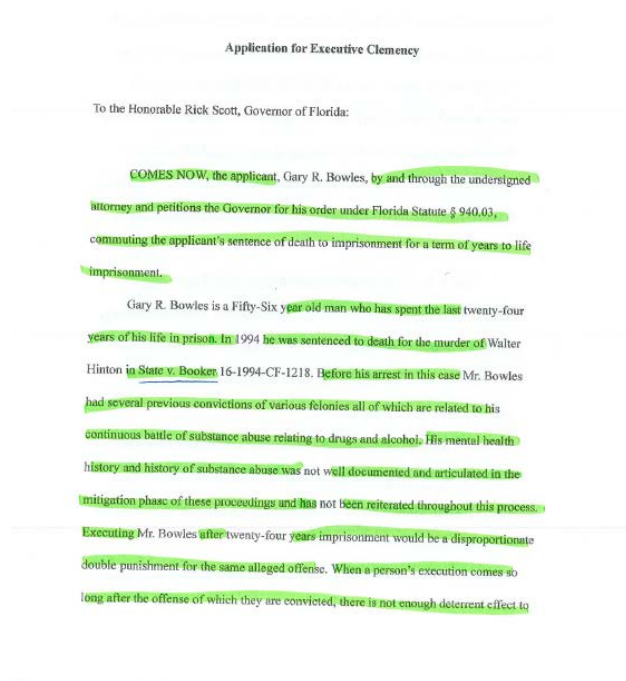 Application for Executive Clemency
To the Honorable Rick Scott, Governor of Florida:
COMES NOW, the applicant, Gary R. Bowles, by and through the undersigned
attorney and petitions the Governor for his order under Florida Statute § 940.03,
commuting the applicant's sentence of death to imprisonment for a term of years to life
imprisonment.
Gary R. Bowles is a Fifty-Six year old man who has spent the last twenty-four
years of his life in prison. In 1994 he was sentenced to death for the murder of Walter
Hinton in State v. Booker 16-1994-CF-1218. Before his arrest in this case Mr. Bowles
had several previous convictions of various felonies all of which are related to his
continuous battle of substance abuse relating to drugs and alcohol. His mental health
history and history of substance abuse was not well documented and articulated in the
mitigation phase of these proceedings and has not been reiterated throughout this process.
Executing Mr. Bowles after twenty-four years imprisonment would be a disproportionate
double punishment for the same alleged offense. When a person's execution comes so
long after the offense of which they are convicted, there is not enough deterrent effect to